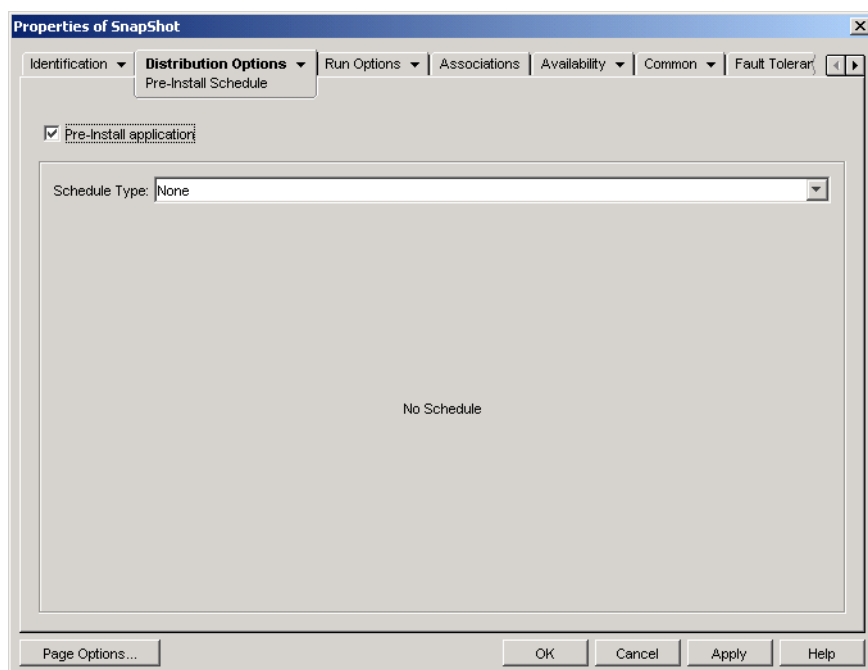 Properties of SnapShot
Identification
Distribution Options
Run Options
Associations
Availability
Common
Pre-Install Schedule
Pre-Install application
Schedule Type: None
No Schedule
Page Options...
OK
Cancel
Apply
Help